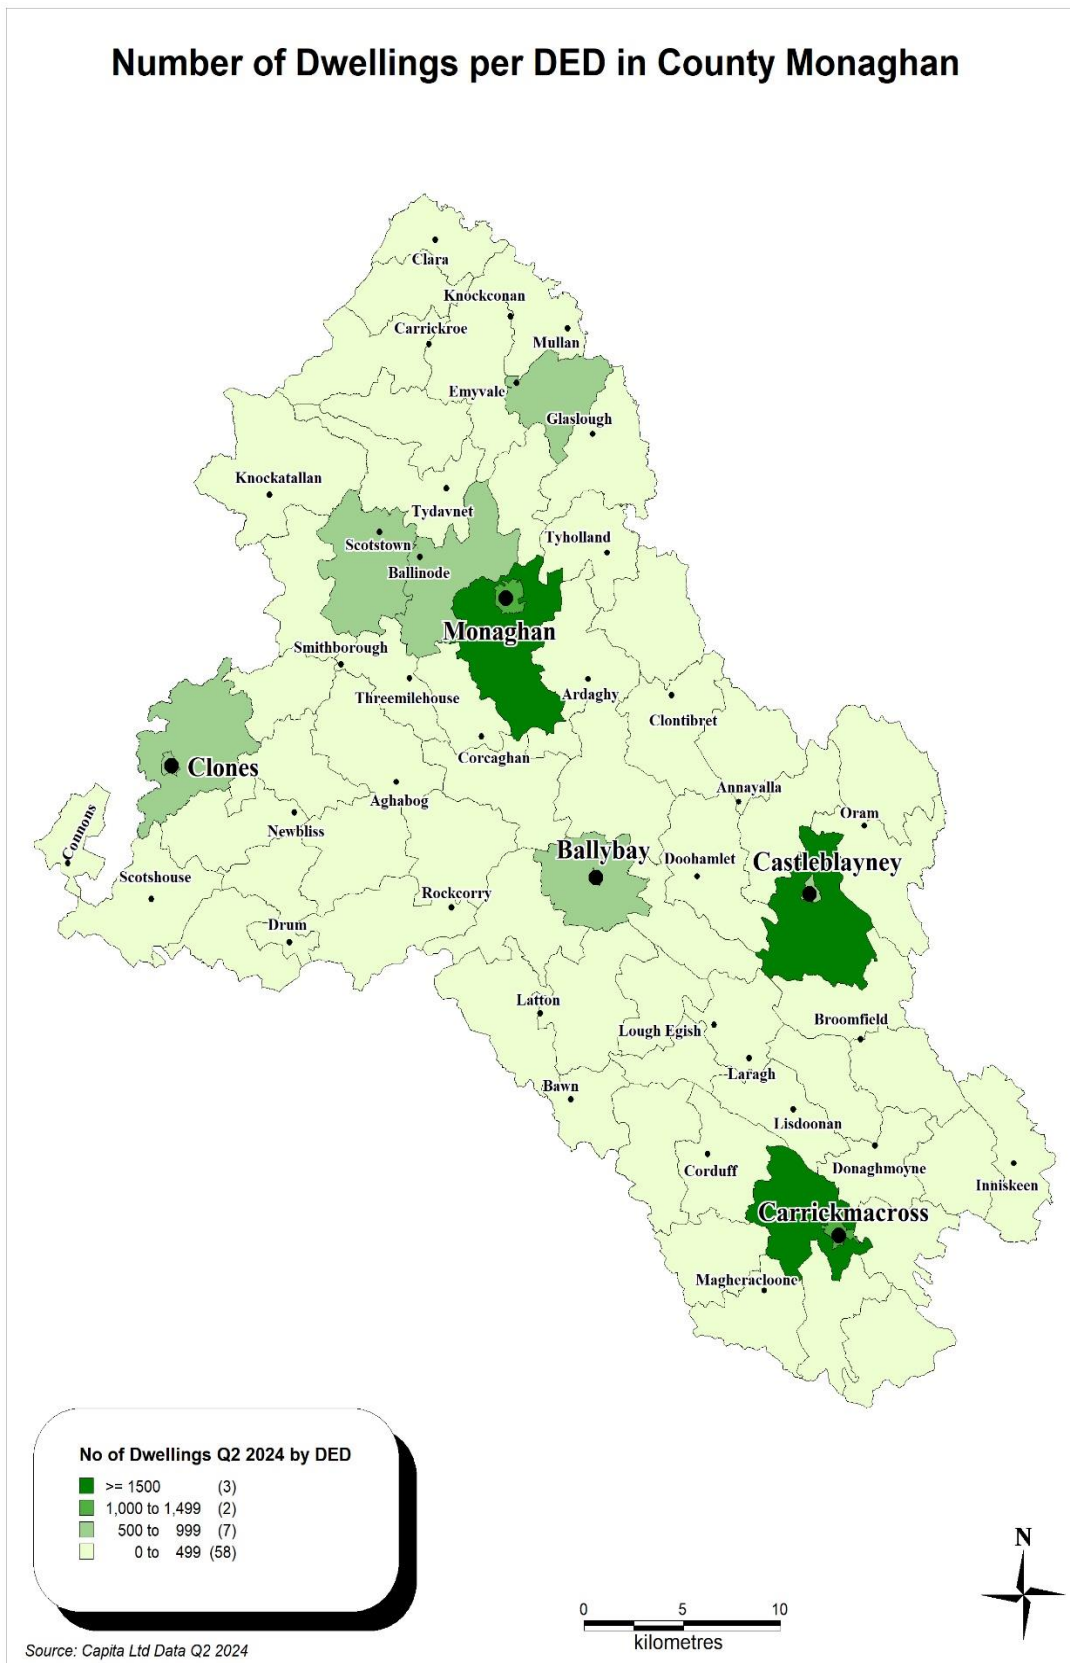 Number of Dwellings per DED in County Monaghan
Clara
Knockconan
Carrickroe
Mullan
Emyvale
Glaslough
Knockatallan
Tydavnet
Scotstown
Tyholland
Ballinode
Monaghan
Smithborough
Threemilehouse
Ardaghy
Clontibret
Corcaghan
Clones
Aghabog
Annayalla
Connons
Newbliss
Oram
Ballybay
Doohamlet
Castleblayney
Scotshouse
Rockcorry
Drum
Latton
Lough Egish
Broomfield
Laragh
Bawn
Lisdoonan
Corduff
Donaghmoyne
Inniskeen
Carrickmacross
Magheracloone
No of Dwellings Q2 2024 by DED
>= 1500 (3)
1,000 to 1,499 (2)
500 to 999 (7)
0 to 499 (58)
N
0 5 10
kilometres
Source: Capita Ltd Data Q2 2024